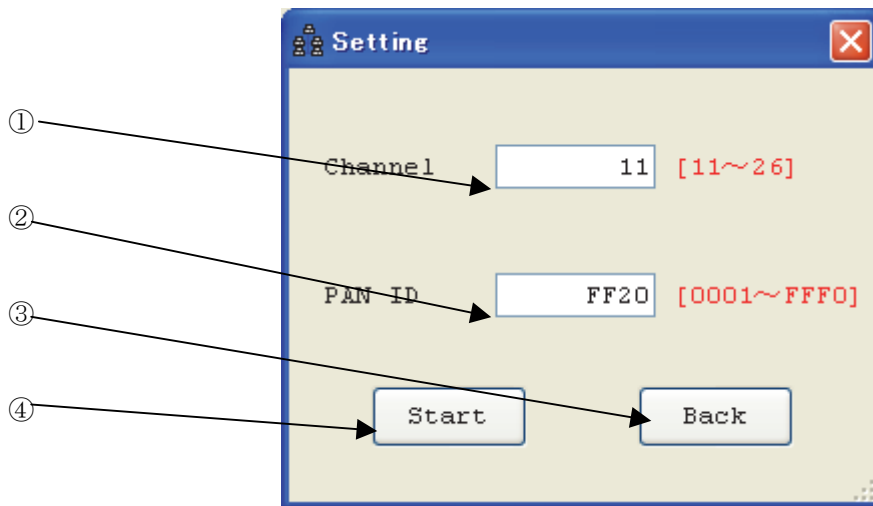 Setting
①
Channel 11 [11～26]
②
PAN ID FF20 [0001～FFF0]
③
④
Start Back